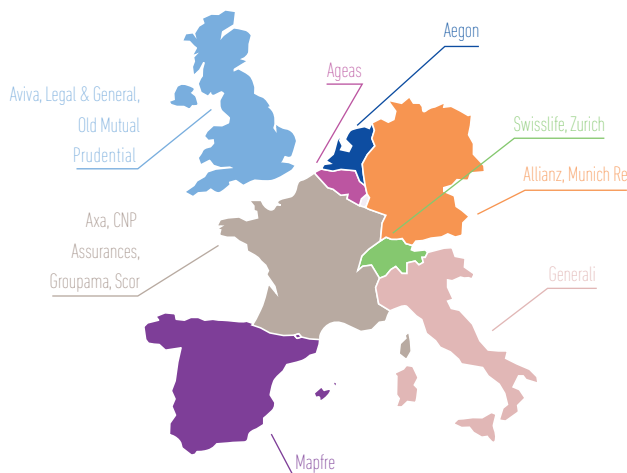 Aegon
Ageas
Aviva, Legal & General,
Old Mutual
Prudential
Swisslife, Zurich
Allianz, Munich Re
Axa, CNP
Assurances,
Groupama, Scor
Generali
Mapfre